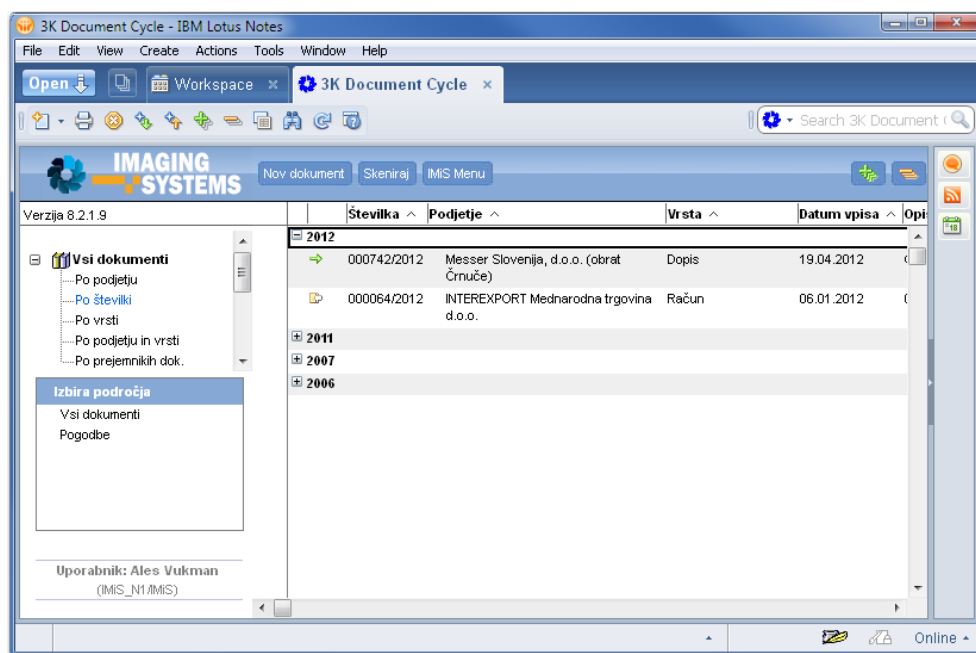 3K Document Cycle - IBM Lotus Notes
File Edit View Create Actions Tools Window Help
Open Workspace 3K Document Cycle
Search 3K Document
IMAGING
SYSTEMS
Nov dokument Skeniraj IMiS Menu
Verzija 8.2.1.9
Številka Podjetje Vrsta Datum vpisa Opi
Vsi dokumenti
Po podjetju
Po številki
Po vrsti
Po podjetju in vrsti
Po prejemnikih dok.
Izbira področja
Vsi dokumenti
Pogodbe
Uporabnik: Ales Vukman
(IMiS_N1/IMiS)
2012
000742/2012 Messer Slovenija, d.o.o. (obrat Dopis 19.04.2012
Črnuče)
000064/2012 INTEREXPORT Mednarodna trgovina Račun 06.01.2012
d.o.o.
2011
2007
2006
18
Online